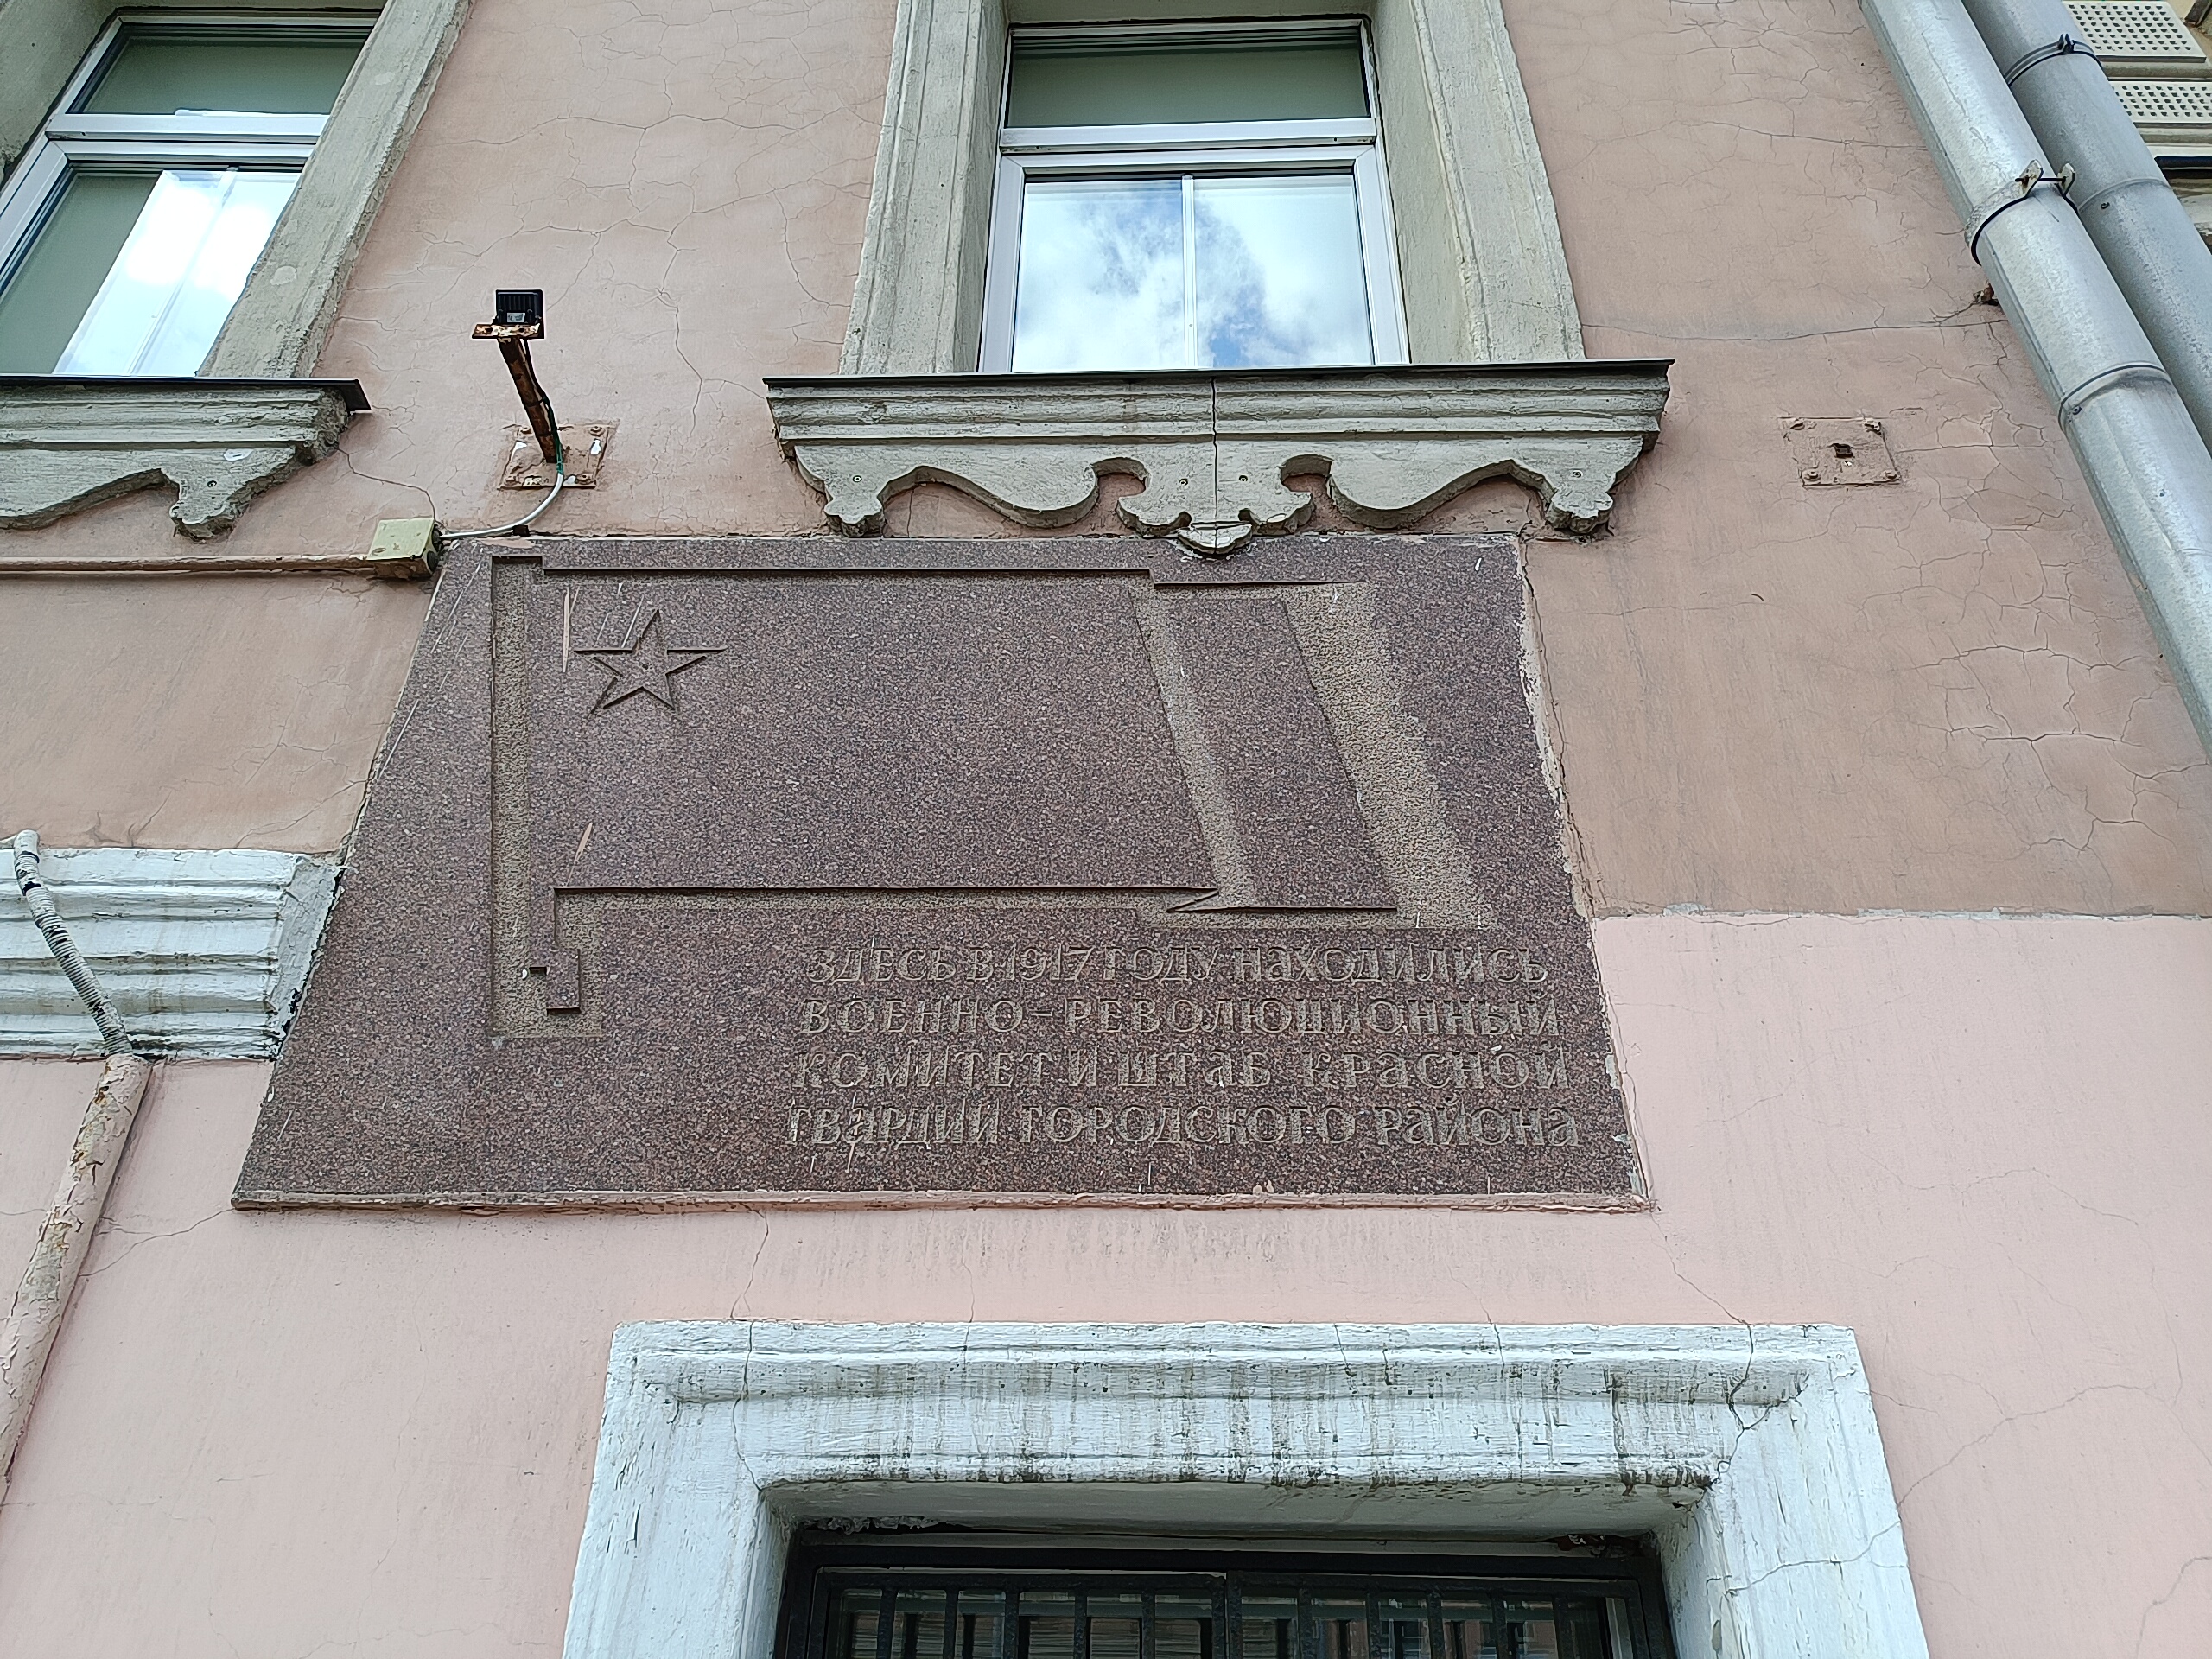 ЗДЕСЬ В 1917 ГОДУ НАХОДИЛИСЬ
ВОЕННО-РЕВОЛЮЦИОННЫЙ
КОМИТЕТ И ШТАБ КРАСНОЙ
ГВАРДИИ ГОРОДСКОГО РАЙОНА